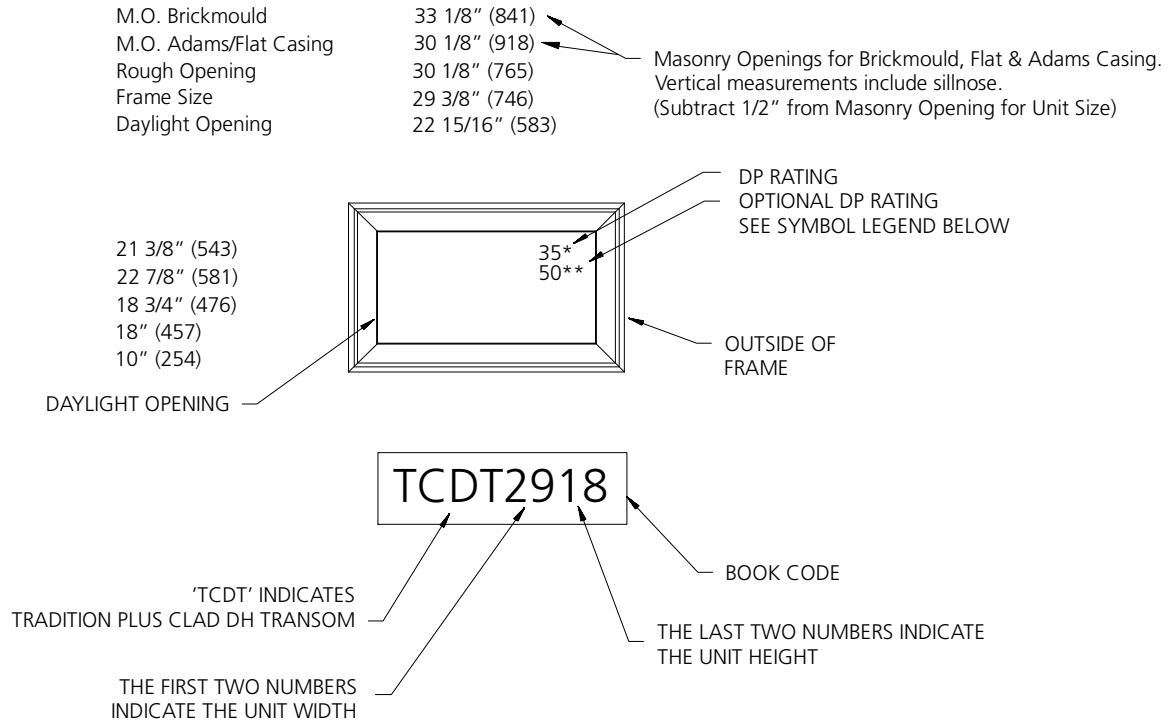 M.O. Brickmould 33 1/8” (841)
M.O. Adams/Flat Casing 30 1/8” (918)
Rough Opening 30 1/8” (765)
Frame Size 29 3/8” (746)
Daylight Opening 22 15/16” (583)
Masonry Openings for Brickmould, Flat & Adams Casing.
Vertical measurements include sillnose.
(Subtract 1/2” from Masonry Opening for Unit Size)
DP RATING
OPTIONAL DP RATING
SEE SYMBOL LEGEND BELOW
35*
50**
21 3/8” (543)
22 7/8” (581)
18 3/4” (476)
18” (457)
10” (254)
OUTSIDE OF
FRAME
DAYLIGHT OPENING
TCDT2918
BOOK CODE
’TCDT’ INDICATES
TRADITION PLUS CLAD DH TRANSOM
THE LAST TWO NUMBERS INDICATE
THE UNIT HEIGHT
THE FIRST TWO NUMBERS
INDICATE THE UNIT WIDTH